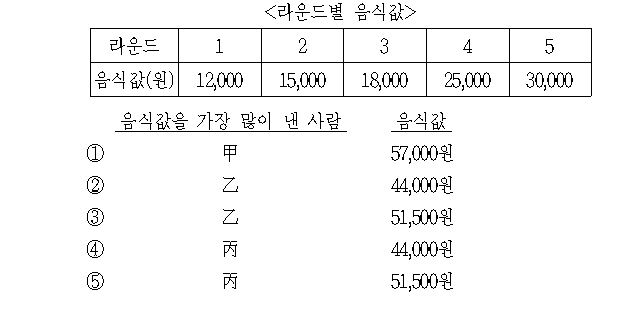 <라운드별 음식값>
라운드 1 2 3 4 5
음식값(원) 12,000 15,000 18,000 25,000 30,000
음식값을 가장 많이 낸 사람 음식값
① 甲 57,000원
② 乙 44,000원
③ 乙 51,500원
④ 丙 44,000원
⑤ 丙 51,500원